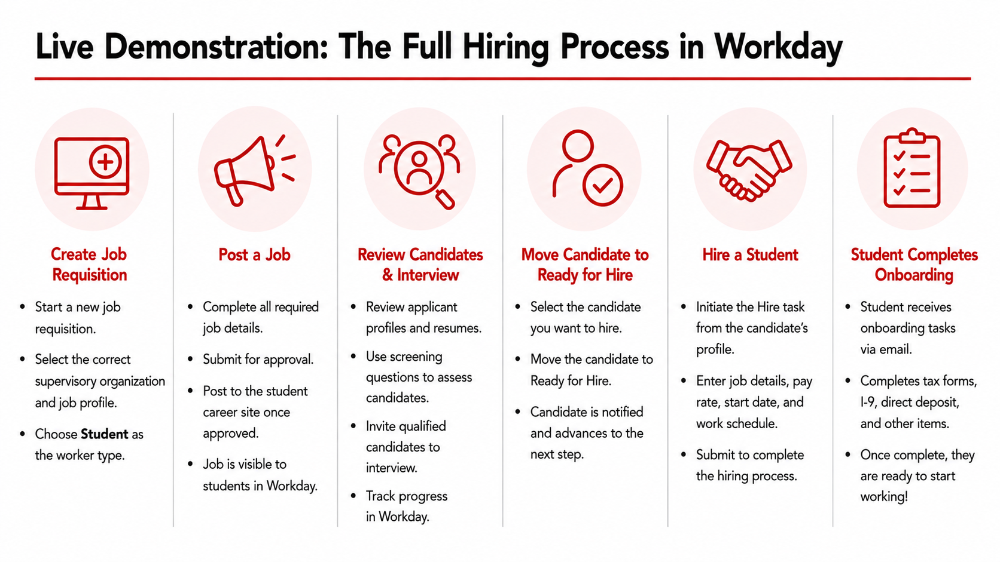 Live Demonstration: The Full Hiring Process in Workday
Create Job
Requisition
• Start a new job
requisition.
• Select the correct
supervisory organization
and job profile.
• Choose Student as
the worker type.
Post a Job
• Complete all required
job details.
• Submit for approval.
• Post to the student
career site once
approved.
• Job is visible to
students in Workday.
Review Candidates
& Interview
• Review applicant
profiles and resumes.
• Use screening
questions to assess
candidates.
• Invite qualified
candidates to
interview.
• Track progress
in Workday.
Move Candidate to
Ready for Hire
• Select the candidate
you want to hire.
• Move the candidate to
Ready for Hire.
• Candidate is notified
and advances to the
next step.
Hire a Student
• Initiate the Hire task
from the candidate’s
profile.
• Enter job details, pay
rate, start date, and
work schedule.
• Submit to complete
the hiring process.
Student Completes
Onboarding
• Student receives
onboarding tasks
via email.
• Completes tax forms,
I-9, direct deposit,
and other items.
• Once complete, they
are ready to start
working!